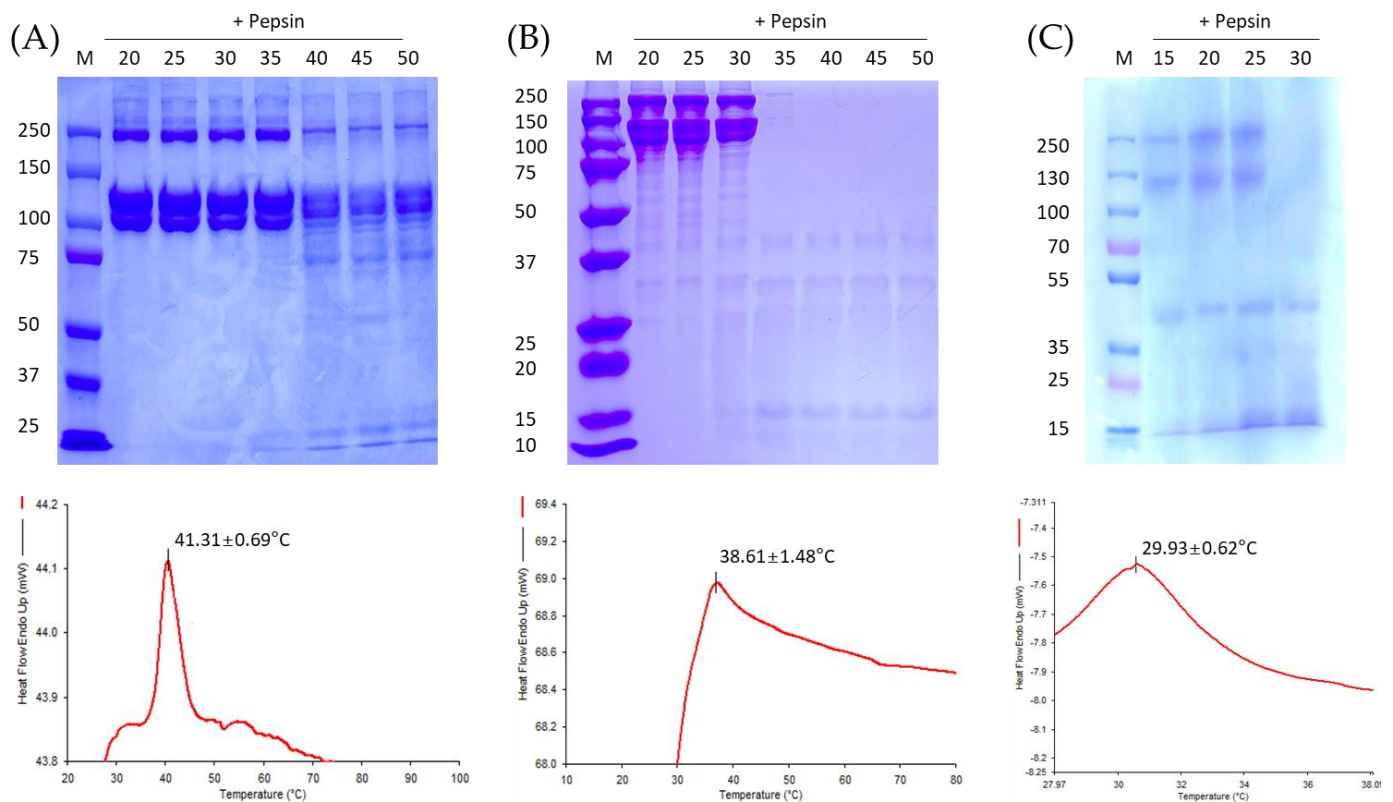 (A)
+ Pepsin
M 20 25 30 35 40 45 50
250
150
100
75
50
37
25
(B)
+ Pepsin
M 20 25 30 35 40 45 50
250
150
100
75
50
37
25
20
15
10
(C)
+ Pepsin
M 15 20 25 30
250
130
100
70
55
35
25
15
44.2
44.1
44.0
43.9
43.8
Heat Flow Endo Up (mW)
41.31±0.69°C
20 30 40 50 60 70 80 90 100
Temperature (°C)
69.4
69.2
69.0
68.8
68.6
68.4
68.2
68.0
Heat Flow Endo Up (mW)
38.61±1.48°C
10 20 30 40 50 60 70 80
Temperature (°C)
-7.311
-7.4
-7.5
-7.6
-7.7
-7.8
-7.9
-8.0
-8.1
-8.2
-8.25
Heat Flow Endo Up (mW)
29.93±0.62°C
27.97 30 32 34 36
Temperature (°C)